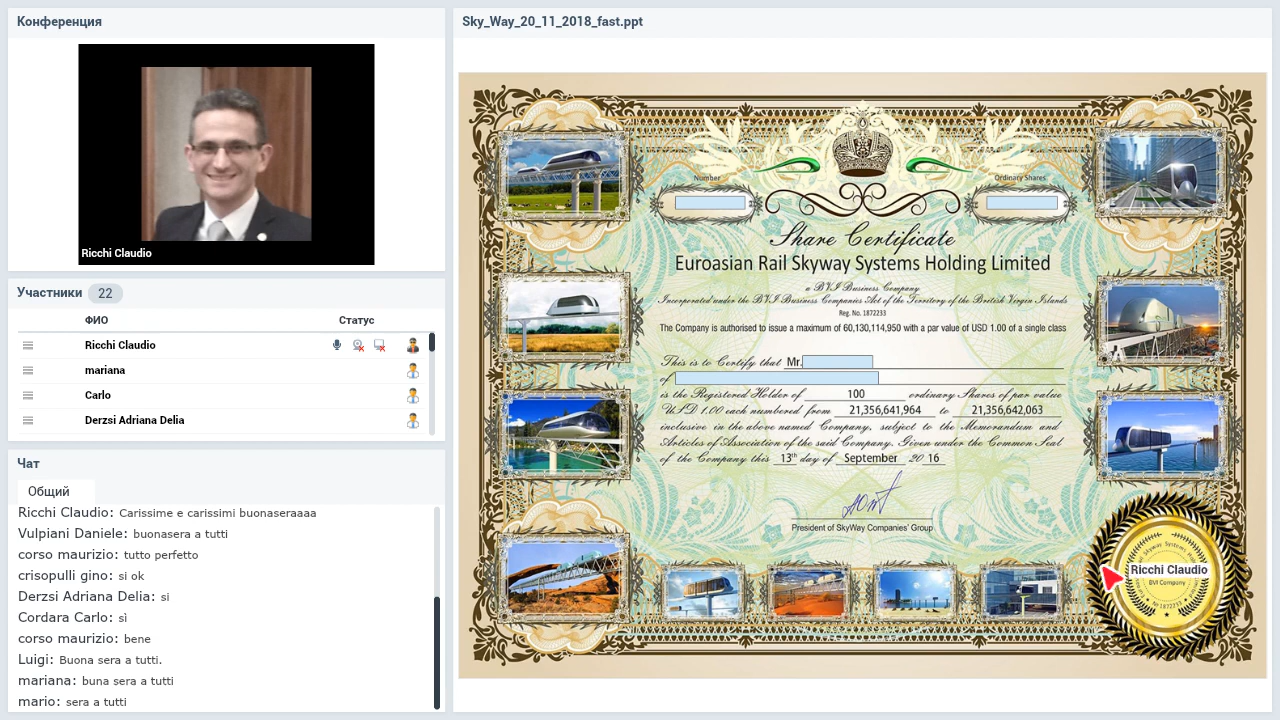 Конференция
Ricchi Claudio
Участники 22
ФИО Статус
Ricchi Claudio
mariana
Carlo
Derzsi Adriana Delia
Чат
Общий
Ricchi Claudio: Carissime e carissimi buonaseraaaa
Vulpiani Daniele: buonasera a tutti
corso maurizio: tutto perfetto
crisopulli gino: si ok
Derzsi Adriana Delia: si
Cordara Carlo: sì
corso maurizio: bene
Luigi: Buona sera a tutti.
mariana: buna sera a tutti
mario: sera a tutti
Sky_Way_20_11_2018_fast.ppt
Number Ordinary Shares
Share Certificate
Euroasian Rail Skyway Systems Holding Limited
a BVI Business Company
Incorporated under the BVI Business Companies Act of the Territory of the British Virgin Islands
Reg. No. 1872233
The Company is authorised to issue a maximum of 60,130,114,950 with a par value of USD 1.00 of a single class
This is to Certify that Mr.
of
is the Registered Holder of 100 ordinary Shares of par value
USD 1.00 each numbered from 21,356,641,964 to 21,356,642,063
inclusive in the above named Company, subject to the Memorandum and
Articles of Association of the said Company. Given under the Common Seal
of the Company this 13th day of September 20 16
President of SkyWay Companies' Group
Ricchi Claudio
BVI Company